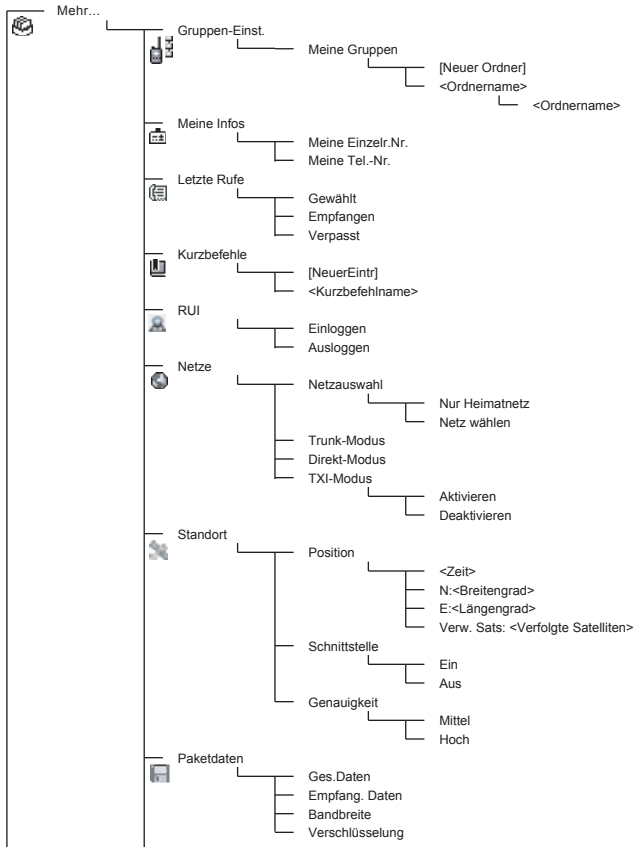 Mehr...
Gruppen-Einst.
Meine Gruppen
[Neuer Ordner]
<Ordnername>
<Ordnername>
Meine Infos
Meine Einzelr.Nr.
Meine Tel.-Nr.
Letzte Rufe
Gewählt
Empfangen
Verpasst
Kurzbefehle
[NeuerEintr]
<Kurzbefehlname>
RUI
Einloggen
Ausloggen
Netze
Netzauswahl
Nur Heimatnetz
Netz wählen
Trunk-Modus
Direkt-Modus
TXI-Modus
Aktivieren
Deaktivieren
Standort
Position
<Zeit>
N:<Breitengrad>
E:<Längengrad>
Verw. Sats: <Verfolgte Satelliten>
Schnittstelle
Ein
Aus
Genauigkeit
Mittel
Hoch
Paketdaten
Ges.Daten
Empfang. Daten
Bandbreite
Verschlüsselung